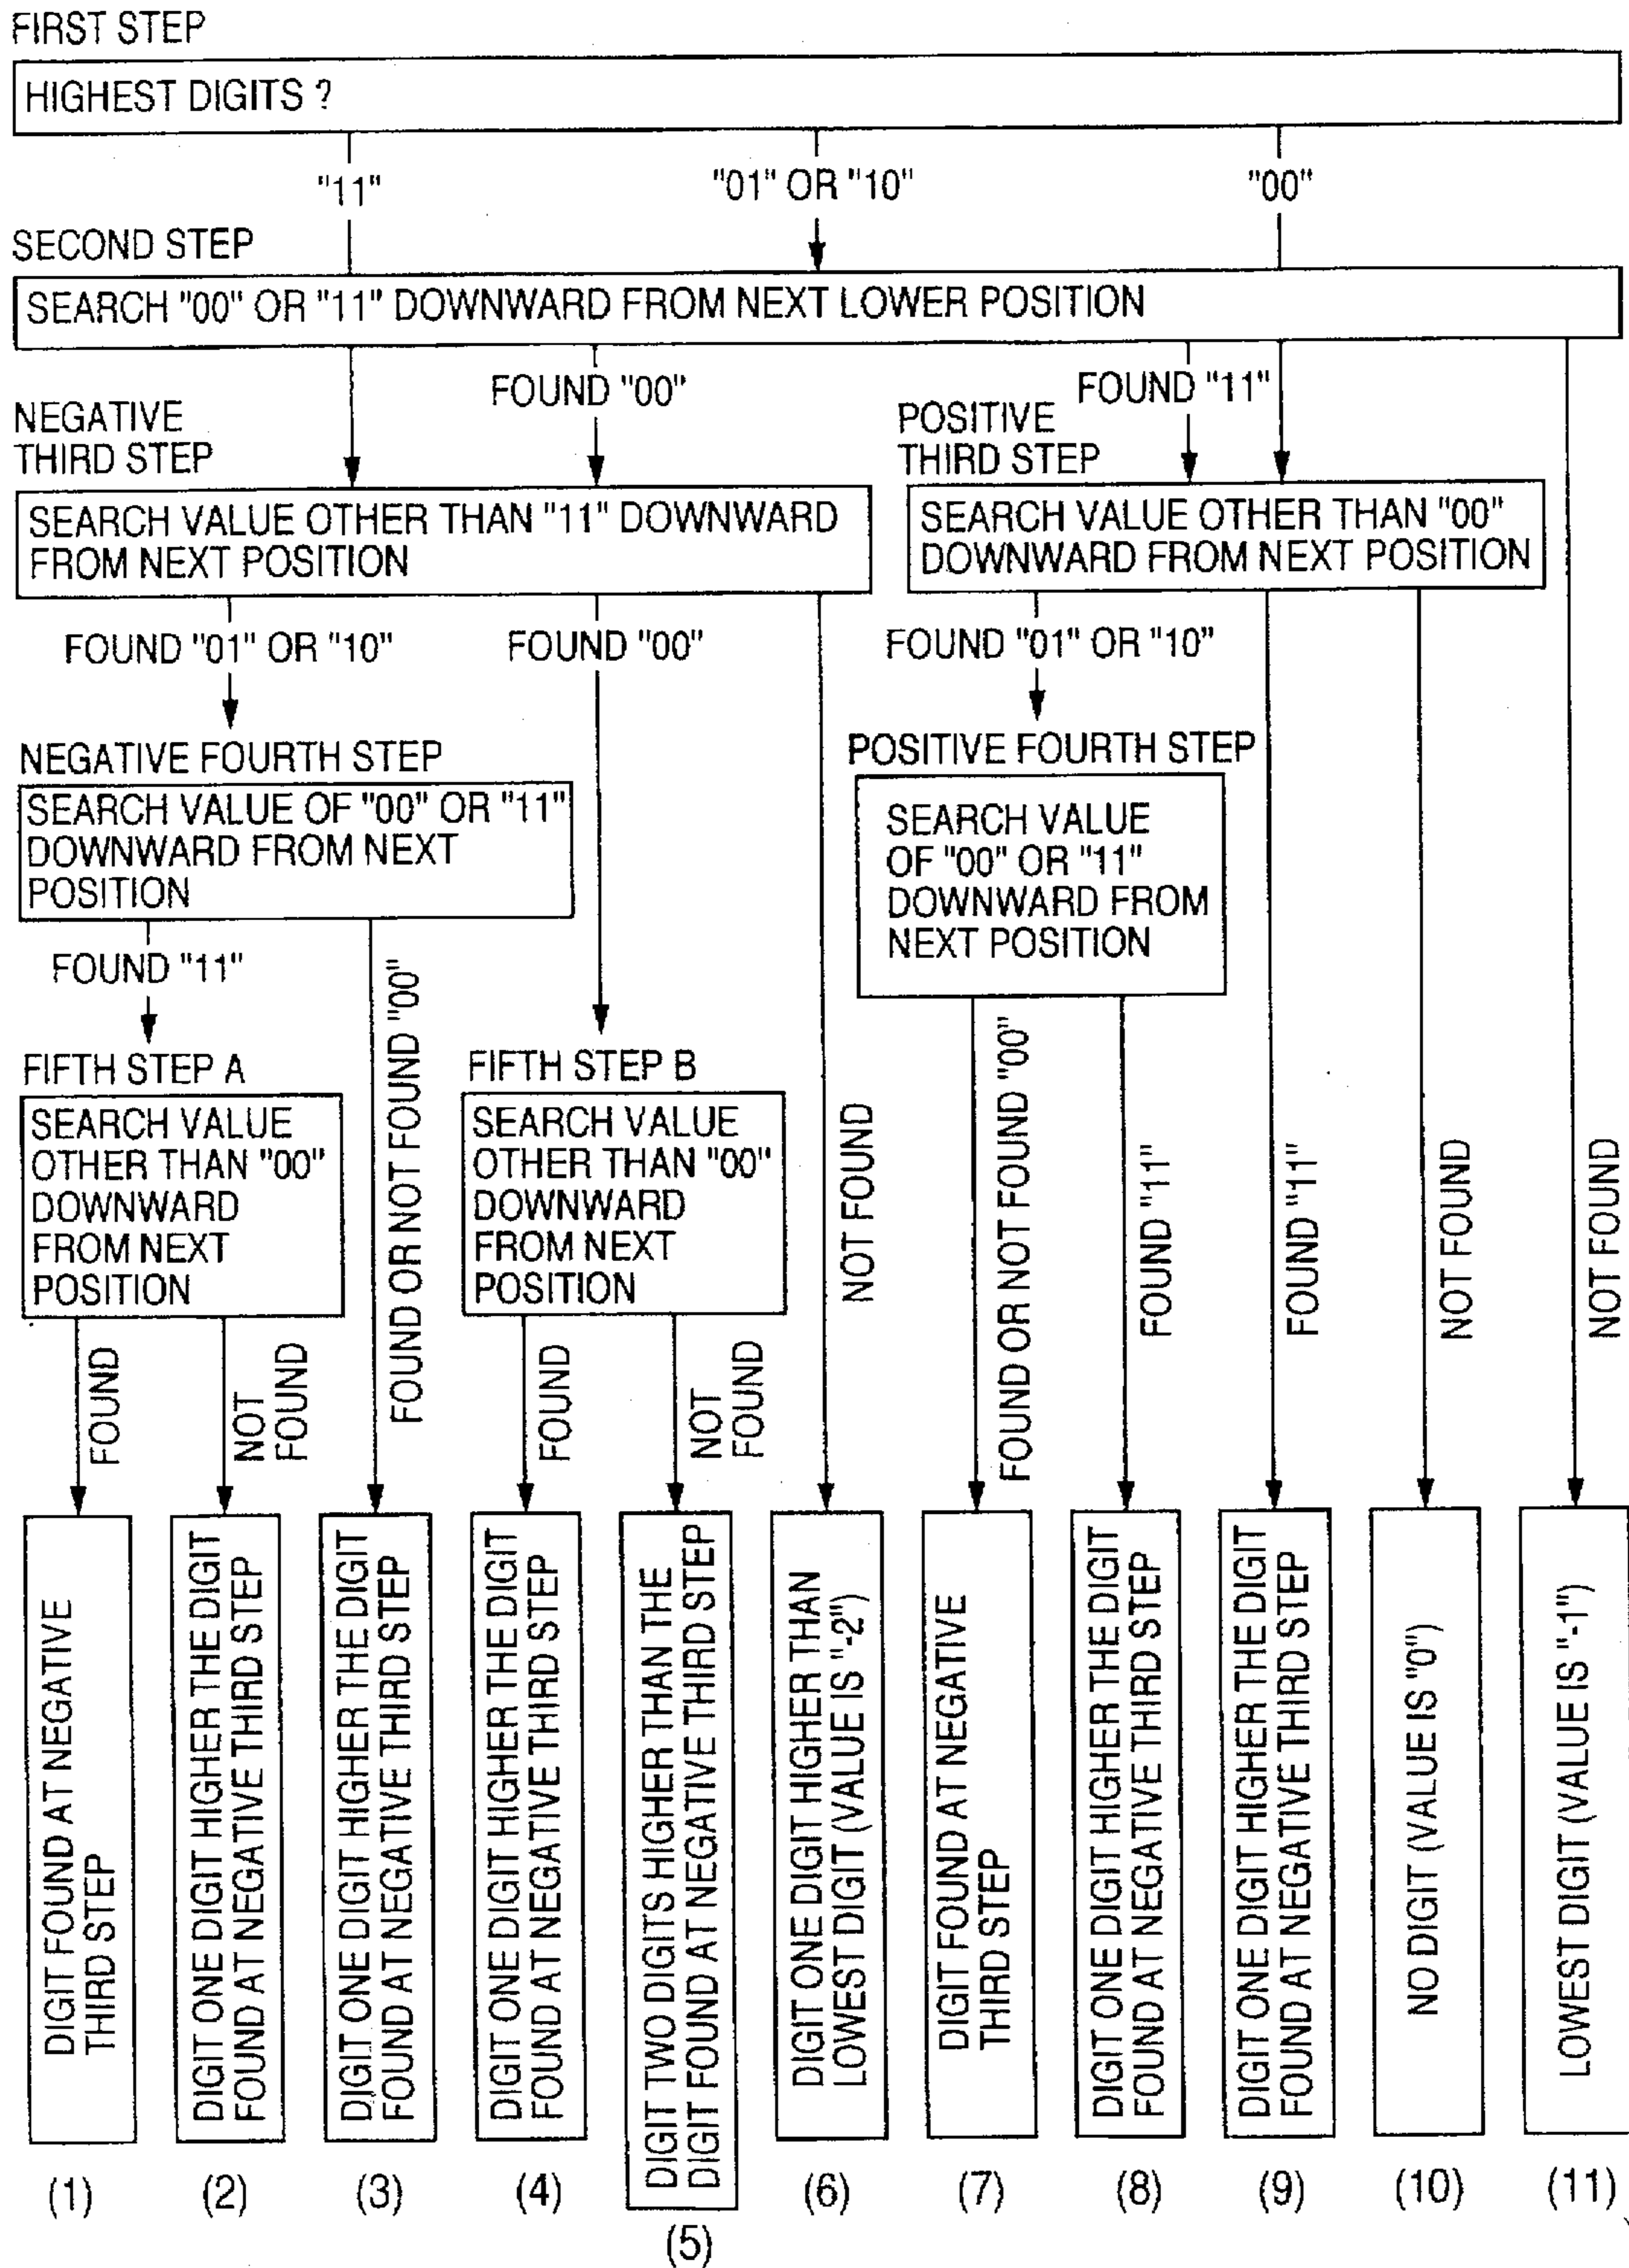 FIRST STEP
HIGHEST DIGITS ?
"11"
"01" OR "10"
"00"
SECOND STEP
SEARCH "00" OR "11" DOWNWARD FROM NEXT LOWER POSITION
FOUND "00"
FOUND "11"
NEGATIVE
THIRD STEP
POSITIVE
THIRD STEP
SEARCH VALUE OTHER THAN "11" DOWNWARD
FROM NEXT POSITION
SEARCH VALUE OTHER THAN "00"
DOWNWARD FROM NEXT POSITION
FOUND "01" OR "10"
FOUND "00"
FOUND "01" OR "10"
NEGATIVE FOURTH STEP
SEARCH VALUE OF "00" OR "11"
DOWNWARD FROM NEXT
POSITION
POSITIVE FOURTH STEP
SEARCH VALUE
OF "00" OR "11"
DOWNWARD FROM
NEXT POSITION
FOUND "11"
FIFTH STEP A
SEARCH VALUE
OTHER THAN "00"
DOWNWARD
FROM NEXT
POSITION
FIFTH STEP B
SEARCH VALUE
OTHER THAN "00"
DOWNWARD
FROM NEXT
POSITION
FOUND
NOT
FOUND
FOUND OR NOT FOUND "00"
FOUND
NOT
FOUND
NOT FOUND
FOUND OR NOT FOUND "00"
FOUND "11"
FOUND "11"
NOT FOUND
NOT FOUND
DIGIT FOUND AT NEGATIVE
THIRD STEP
DIGIT ONE DIGIT HIGHER THE DIGIT
FOUND AT NEGATIVE THIRD STEP
DIGIT ONE DIGIT HIGHER THE DIGIT
FOUND AT NEGATIVE THIRD STEP
DIGIT ONE DIGIT HIGHER THE DIGIT
FOUND AT NEGATIVE THIRD STEP
DIGIT TWO DIGITS HIGHER THAN THE
DIGIT FOUND AT NEGATIVE THIRD STEP
DIGIT ONE DIGIT HIGHER THAN
LOWEST DIGIT (VALUE IS "-2")
DIGIT FOUND AT NEGATIVE
THIRD STEP
DIGIT ONE DIGIT HIGHER THE DIGIT
FOUND AT NEGATIVE THIRD STEP
DIGIT ONE DIGIT HIGHER THE DIGIT
FOUND AT NEGATIVE THIRD STEP
NO DIGIT (VALUE IS "0")
LOWEST DIGIT (VALUE IS "-1")
(1)
(2)
(3)
(4)
(5)
(6)
(7)
(8)
(9)
(10)
(11)